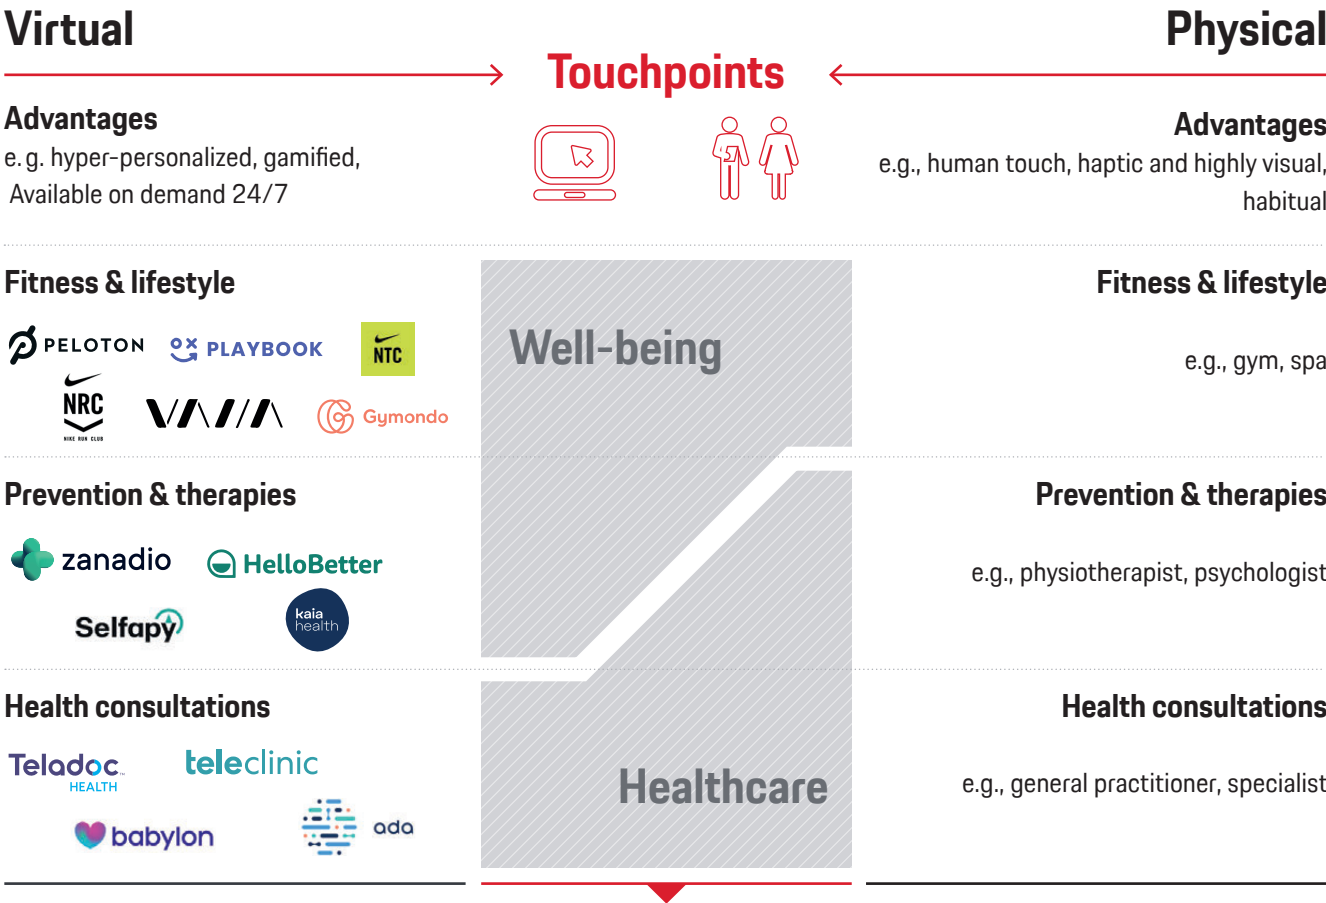 Virtual
Physical
Touchpoints
Advantages
e. g. hyper-personalized, gamified,
Available on demand 24/7
Advantages
e.g., human touch, haptic and highly visual,
habitual
Fitness & lifestyle
PELOTON
PLAYBOOK
NTC
NRC
NIKE RUN CLUB
VAHA
Gymondo
Well-being
Fitness & lifestyle
e.g., gym, spa
Prevention & therapies
zanadio
HelloBetter
Selfapy
kaia
health
Prevention & therapies
e.g., physiotherapist, psychologist
Health consultations
Teladoc™
HEALTH
teleclinic
babylon
ada
Healthcare
Health consultations
e.g., general practitioner, specialist